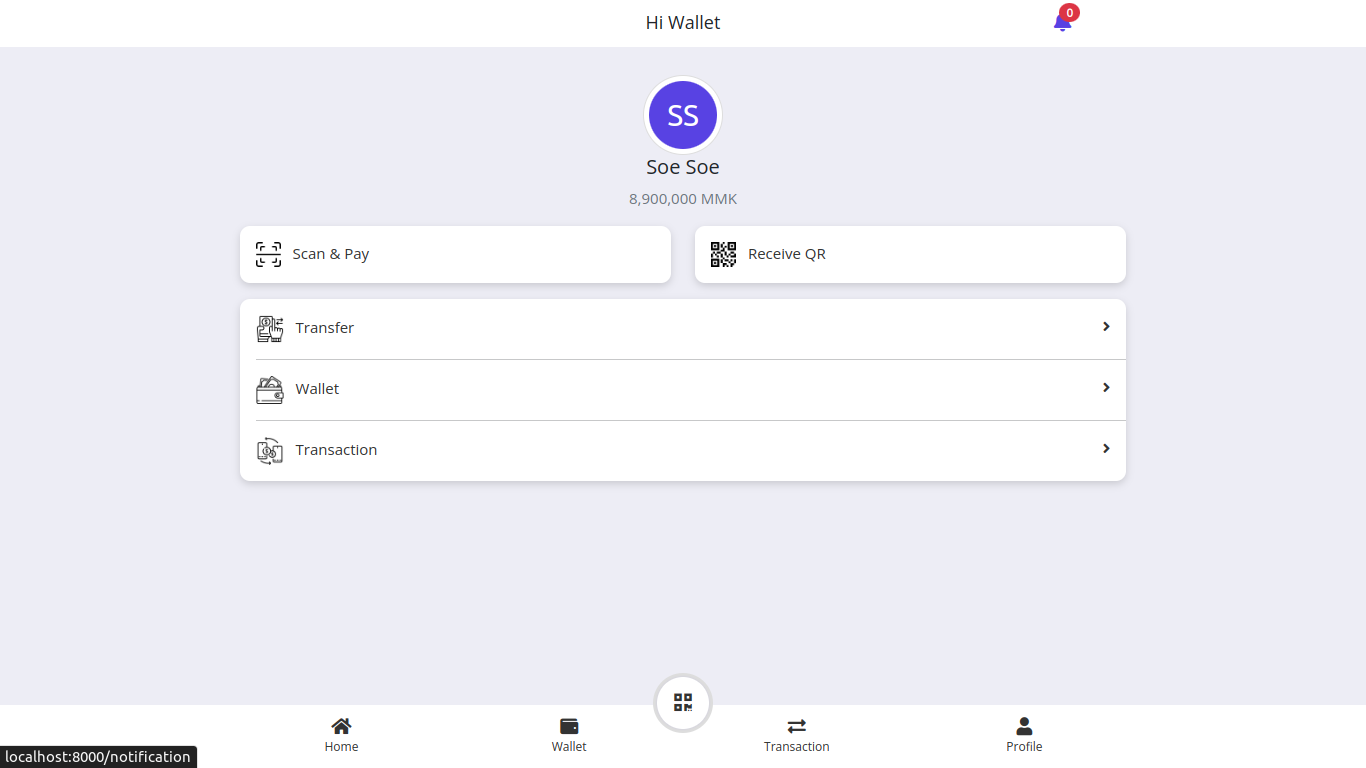 Hi Wallet
0
SS
Soe Soe
8,900,000 MMK
Scan & Pay
Receive QR
Transfer
Wallet
Transaction
Home
Wallet
Transaction
Profile
localhost:8000/notification